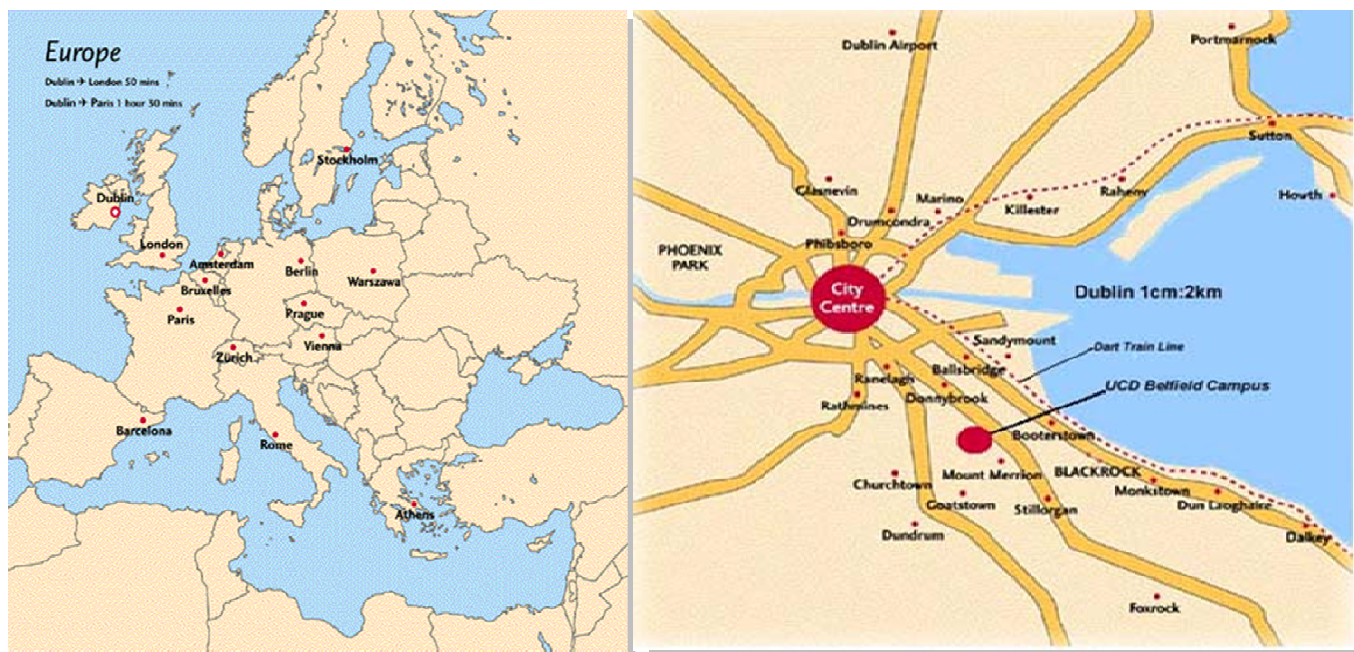 Europe
Dublin ✈ London 50 mins
Dublin ✈ Paris 1 hour 30 mins
Stockholm
Dublin
London
Amsterdam
Berlin
Warszawa
Bruxelles
Prague
Paris
Vienna
Zürich
Barcelona
Rome
Athens
Dublin Airport
Portmarnock
Sutton
Glasnevin
Raheny
Howth
Marino
Killester
Drumcondra
Phibsboro
PHOENIX
PARK
City
Centre
Dublin 1cm:2km
Sandymount
Dart Train Line
Ballsbridge
Ranelagh
UCD Belfield Campus
Donnybrook
Rathmines
Booterstown
Mount Merrion
BLACKROCK
Churchtown
Monkstown
Goatstown
Dun Laoghaire
Stillorgan
Dundrum
Dalkey
Foxrock